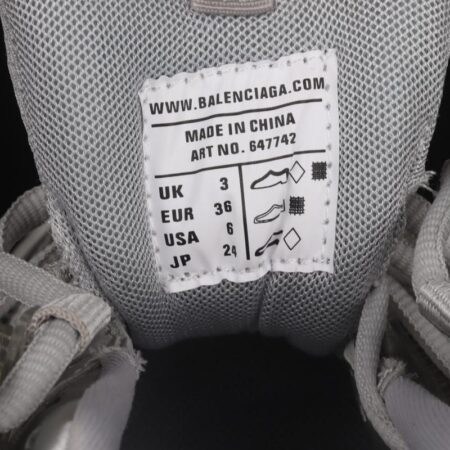 WWW.BALENCIAGA.COM
MADE IN CHINA
ART NO. 647742
UK 3
EUR 36
USA 6
JP 24